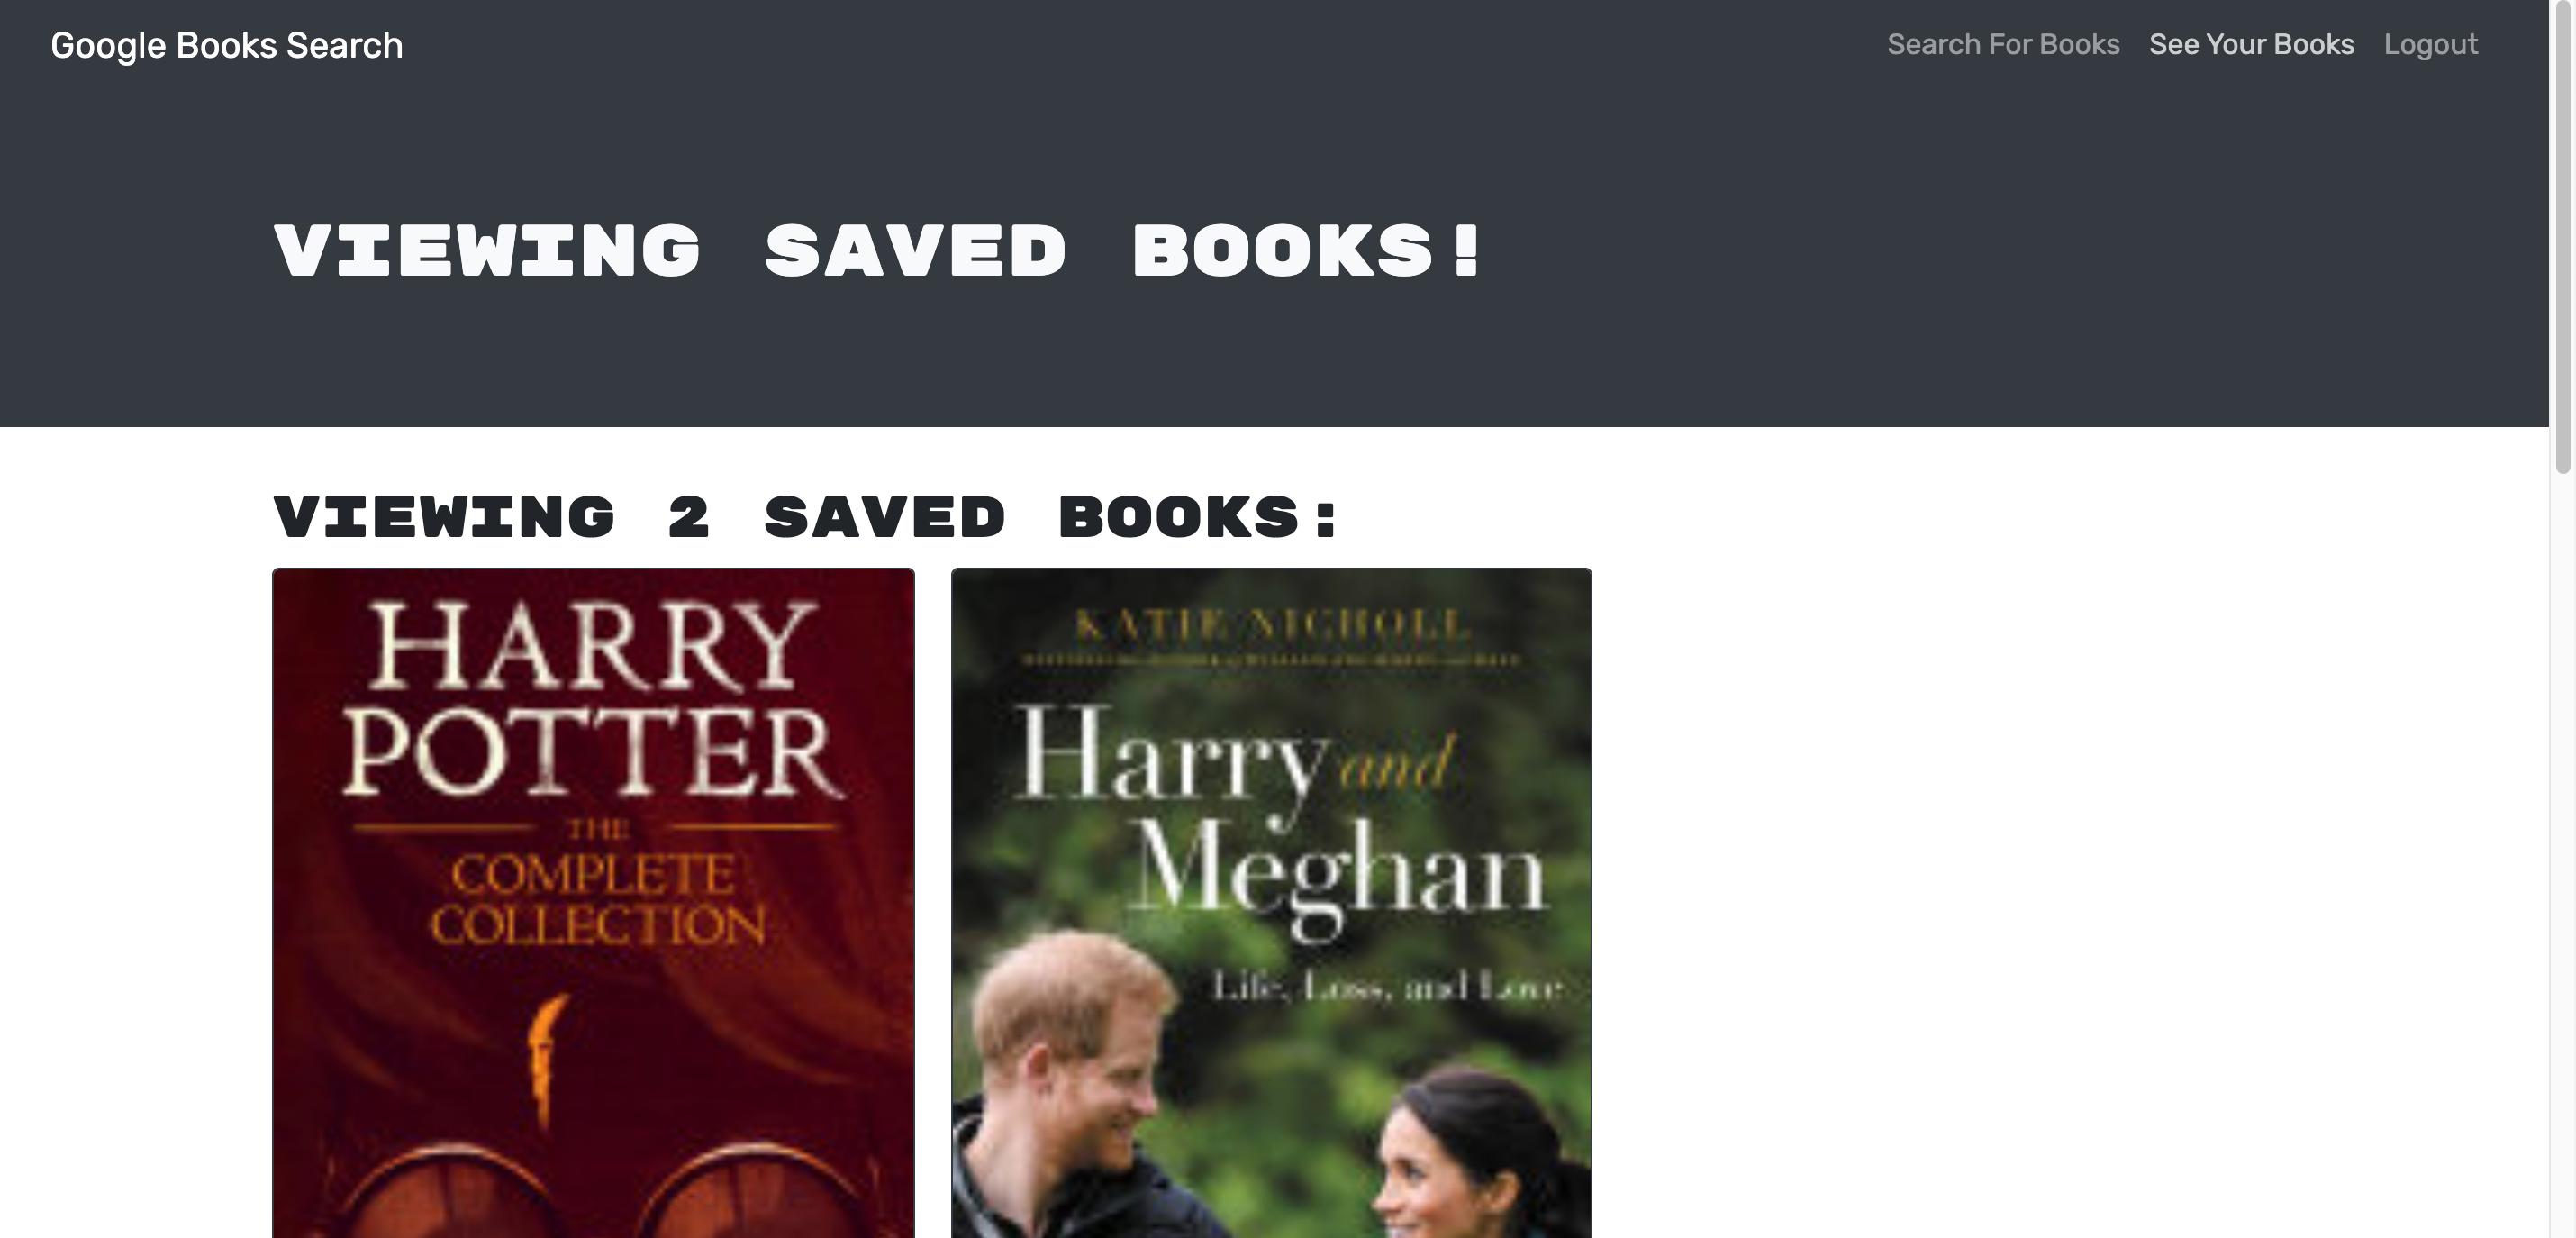 Google Books Search
Search For Books See Your Books Logout
VIEWING SAVED BOOKS!
VIEWING 2 SAVED BOOKS:
HARRY
POTTER
THE
COMPLETE
COLLECTION
KATIE NICHOLL
Harry and
Meghan
Life, Loss, and Love